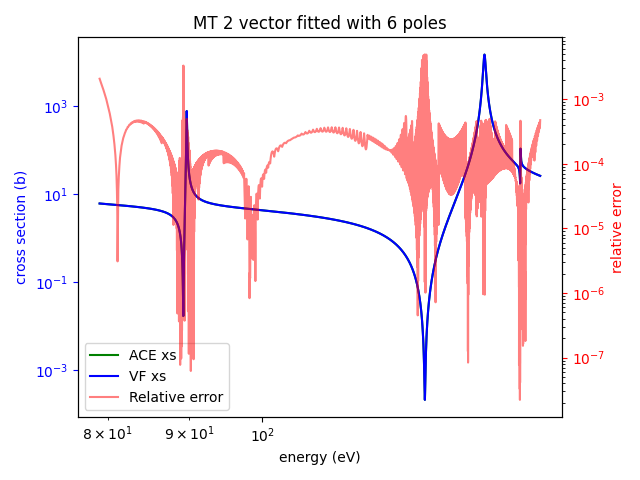 MT 2 vector fitted with 6 poles
cross section (b)
10³
10¹
10⁻¹
10⁻³
10⁻³
10⁻⁴
10⁻⁵
10⁻⁶
10⁻⁷
relative error
ACE xs
VF xs
Relative error
8 × 10¹
9 × 10¹
10²
energy (eV)